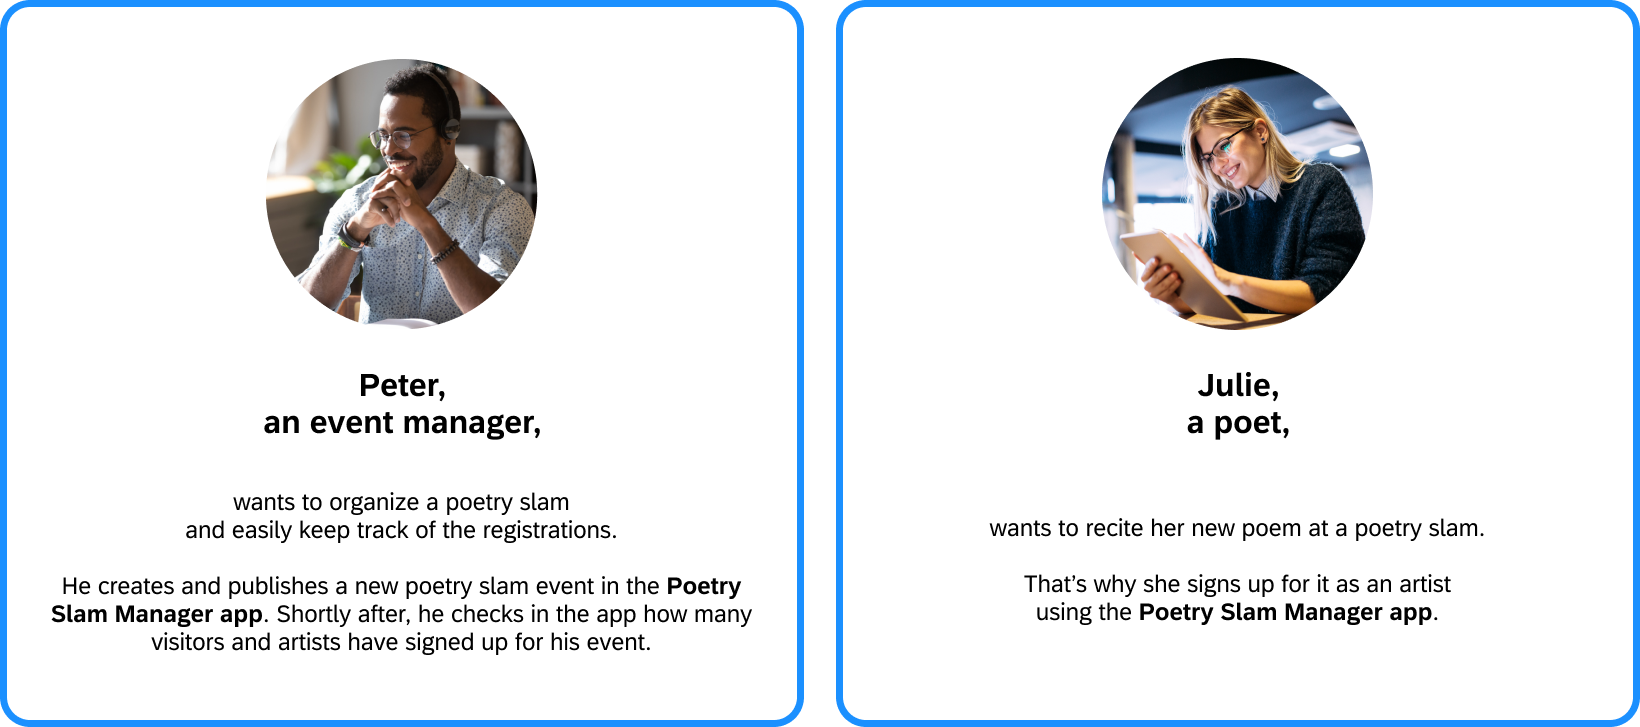 Peter,
an event manager,
wants to organize a poetry slam
and easily keep track of the registrations.
He creates and publishes a new poetry slam event in the Poetry
Slam Manager app. Shortly after, he checks in the app how many
visitors and artists have signed up for his event.
Julie,
a poet,
wants to recite her new poem at a poetry slam.
That’s why she signs up for it as an artist
using the Poetry Slam Manager app.